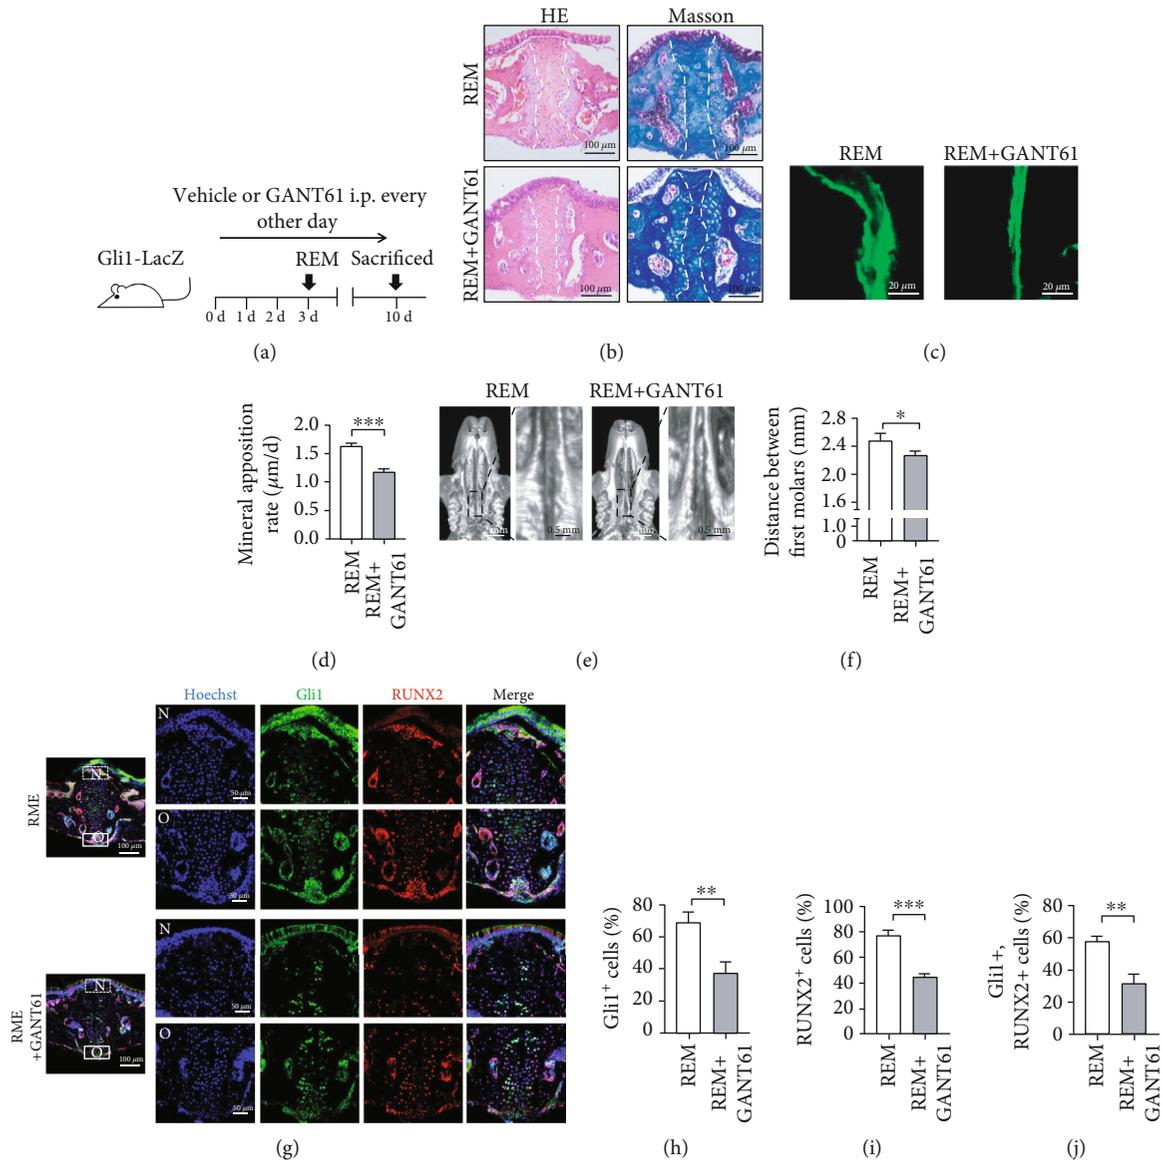 Vehicle or GANT61 i.p. every
other day
Gli1-LacZ
REM
Sacrificed
0 d
1 d
2 d
3 d
10 d
(a)
HE
Masson
REM
100 μm
100 μm
REM+GANT61
100 μm
100 μm
(b)
REM
REM+GANT61
20 μm
20 μm
(c)
Mineral apposition
rate (μm/d)
2.0
1.5
1.0
0.5
0.0
***
REM
REM+
GANT61
(d)
REM
REM+GANT61
mm
0.5 mm
mm
0.5 mm
(e)
Distance between
first molars (mm)
2.8
2.4
2.0
1.6
1.0
0
*
REM
REM+
GANT61
(f)
Hoechst
Gli1
RUNX2
Merge
RME
N
O
100 μm
N
50 μm
O
50 μm
RME
+GANT61
N
O
100 μm
N
50 μm
O
50 μm
(g)
Gli1+ cells (%)
80
60
40
20
0
**
REM
REM+
GANT61
(h)
RUNX2+ cells (%)
100
80
60
40
20
0
***
REM
REM+
GANT61
(i)
Gli1+,
RUNX2+ cells (%)
80
60
40
20
0
**
REM
REM+
GANT61
(j)